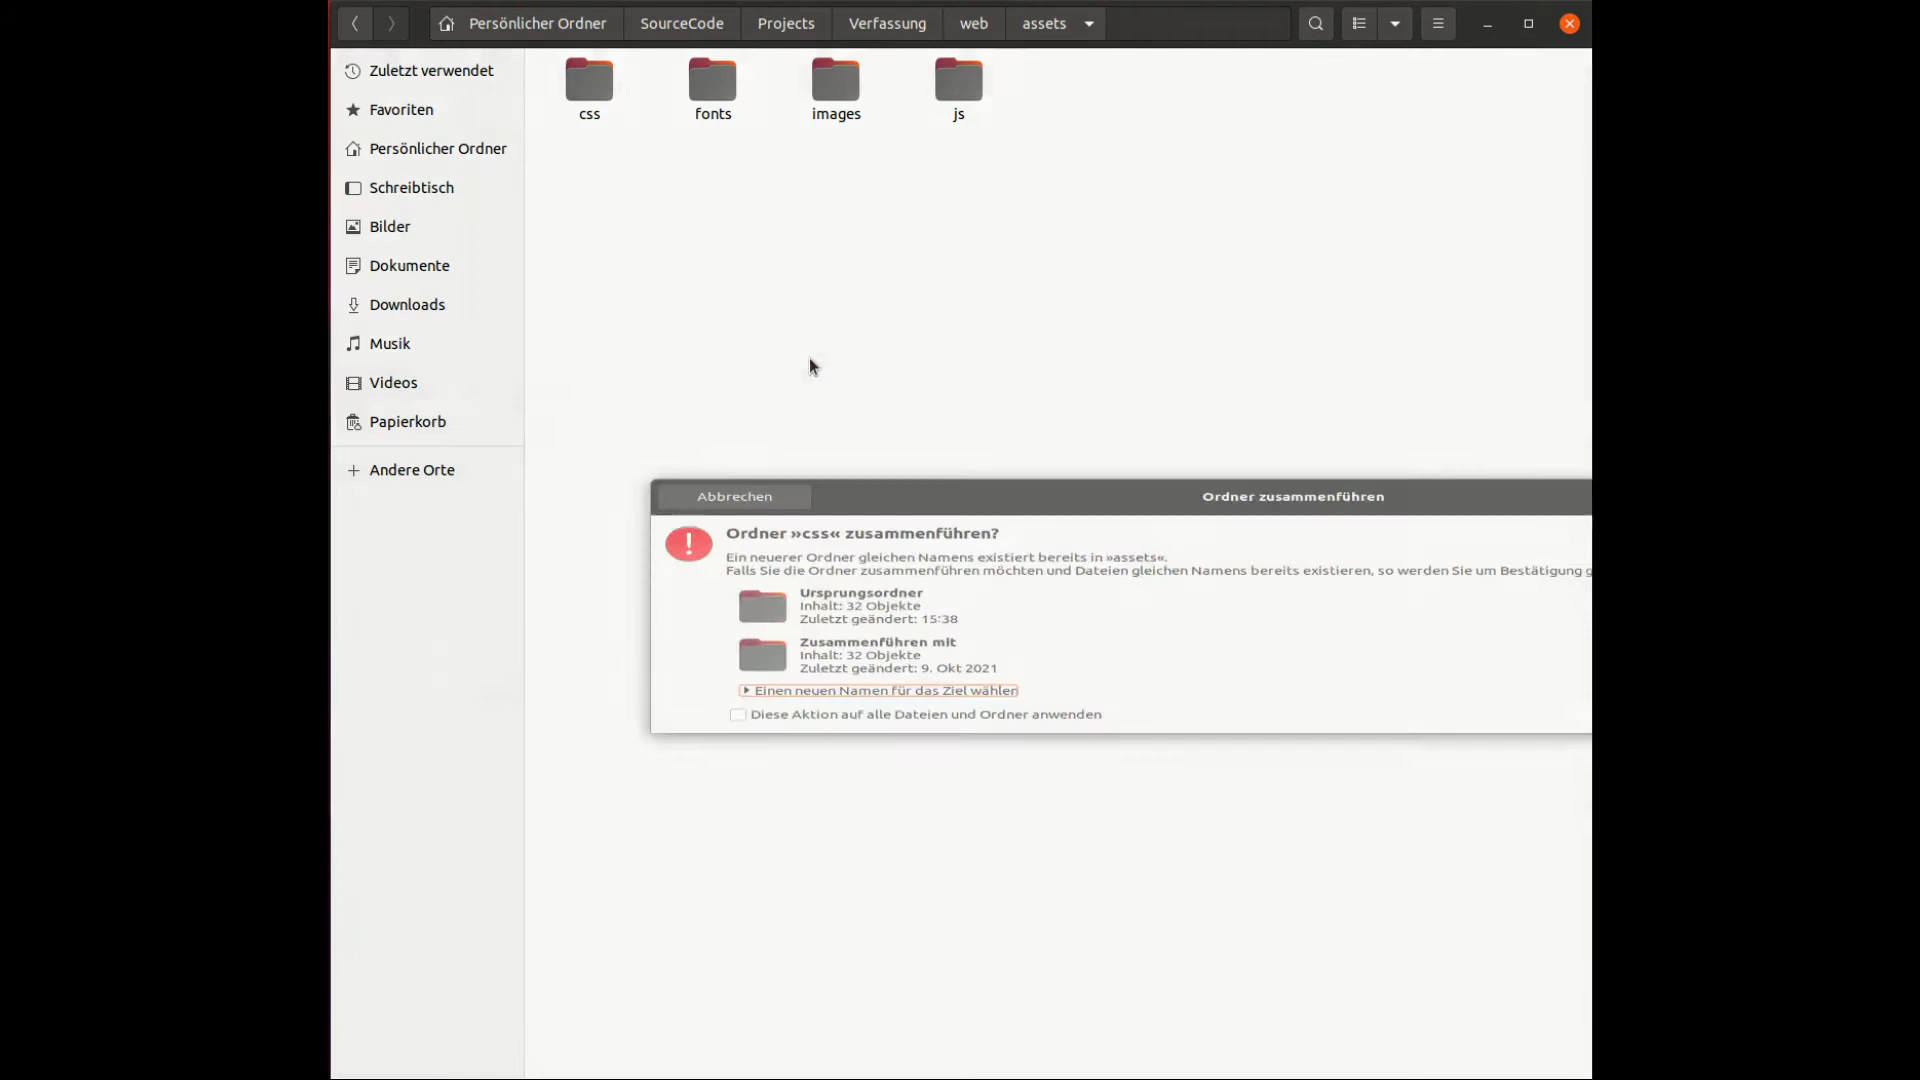 Persönlicher Ordner SourceCode Projects Verfassung web assets
Zuletzt verwendet
Favoriten
Persönlicher Ordner
Schreibtisch
Bilder
Dokumente
Downloads
Musik
Videos
Papierkorb
Andere Orte
css fonts images js
Abbrechen Ordner zusammenführen
Ordner »css« zusammenführen?
Ein neuerer Ordner gleichen Namens existiert bereits in »assets«.
Falls Sie die Ordner zusammenführen möchten und Dateien gleichen Namens bereits existieren, so werden Sie um Bestätigung g
Ursprungsordner
Inhalt: 32 Objekte
Zuletzt geändert: 15:38
Zusammenführen mit
Inhalt: 32 Objekte
Zuletzt geändert: 9. Okt 2021
Einen neuen Namen für das Ziel wählen
Diese Aktion auf alle Dateien und Ordner anwenden